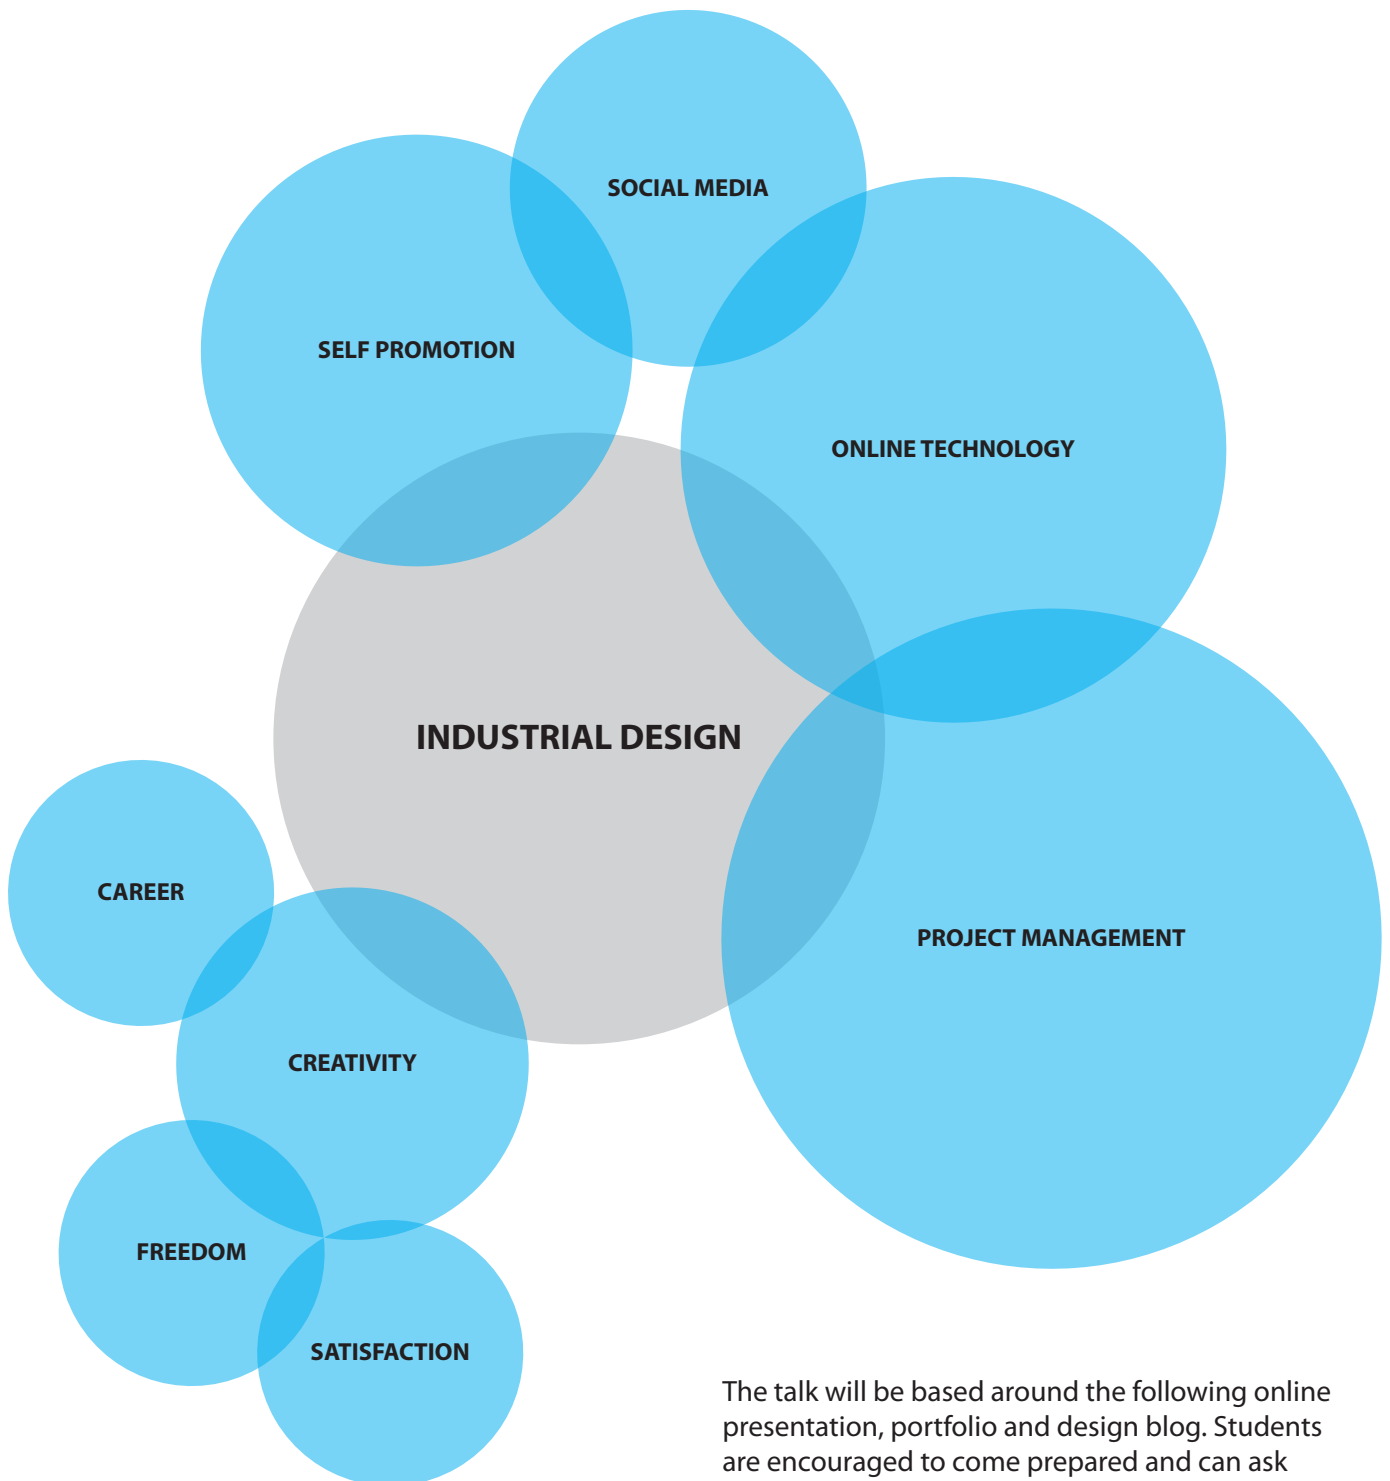 SOCIAL MEDIA
SELF PROMOTION
ONLINE TECHNOLOGY
INDUSTRIAL DESIGN
CAREER
PROJECT MANAGEMENT
CREATIVITY
FREEDOM
SATISFACTION
The talk will be based around the following online
presentation, portfolio and design blog. Students
are encouraged to come prepared and can ask